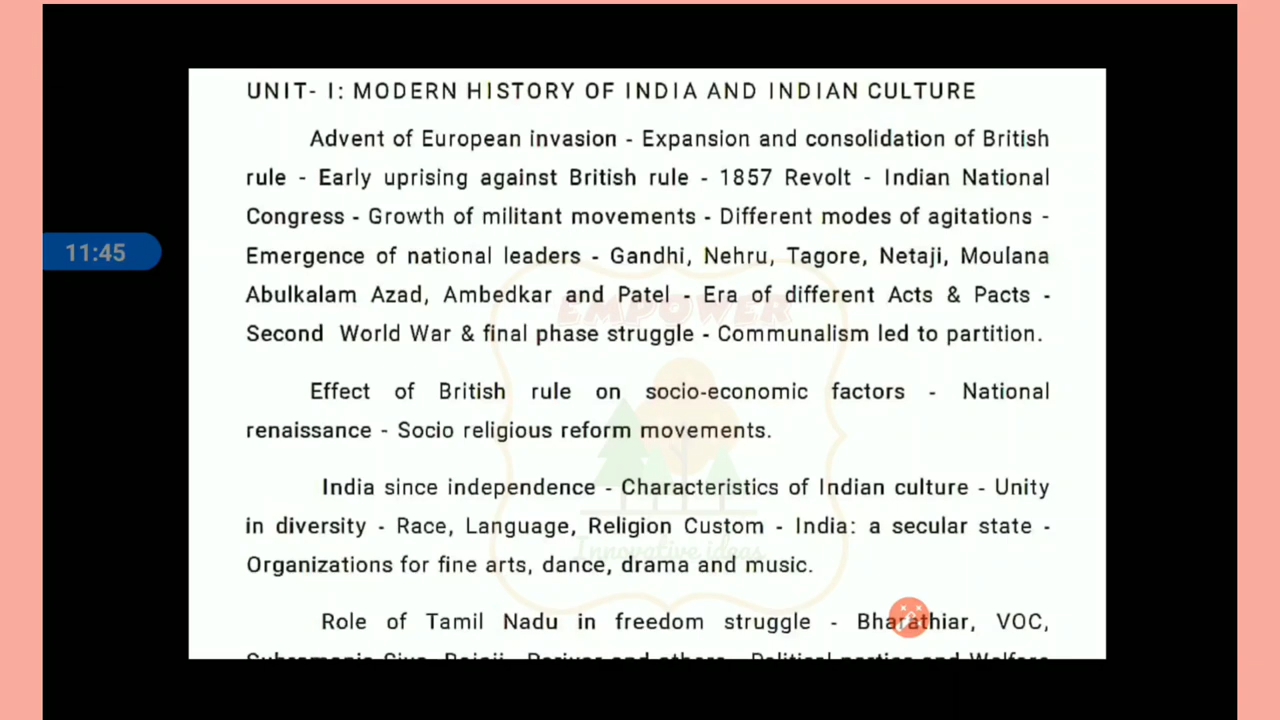 UNIT- I: MODERN HISTORY OF INDIA AND INDIAN CULTURE
Advent of European invasion - Expansion and consolidation of British
rule - Early uprising against British rule - 1857 Revolt - Indian National
Congress - Growth of militant movements - Different modes of agitations -
11:45
Emergence of national leaders - Gandhi, Nehru, Tagore, Netaji, Moulana
Abulkalam Azad, Ambedkar and Patel - Era of different Acts & Pacts -
EMPOWER
Second World War & final phase struggle - Communalism led to partition.
Effect of British rule on socio-economic factors - National
renaissance - Socio religious reform movements.
India since independence - Characteristics of Indian culture - Unity
in diversity - Race, Language, Religion Custom - India: a secular state -
Innovative ideas
Organizations for fine arts, dance, drama and music.
Role of Tamil Nadu in freedom struggle - Bharathiar, VOC,